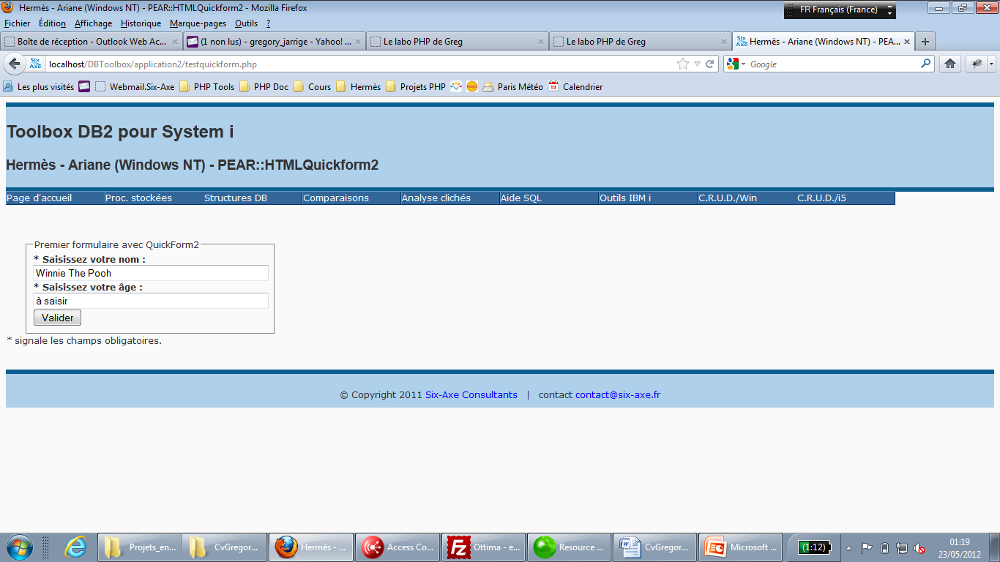 Hermès - Ariane (Windows NT) - PEAR::HTMLQuickform2 - Mozilla Firefox
FR Français (France)
Fichier Édition Affichage Historique Marque-pages Outils ?
Boîte de réception - Outlook Web Ac...
(1 non lus) - gregory_jarrige - Yahoo! ...
Le labo PHP de Greg
Le labo PHP de Greg
Six Axe
Hermès - Ariane (Windows NT) - PEA...
Six Axe
localhost/DBToolbox/application2/testquickform.php
Google
Les plus visités
Webmail.Six-Axe
PHP Tools
PHP Doc
Cours
Hermès
Projets PHP
Paris Météo
12
Calendrier
Toolbox DB2 pour System i
Hermès - Ariane (Windows NT) - PEAR::HTMLQuickform2
Page d'accueil Proc. stockées Structures DB Comparaisons Analyse clichés Aide SQL Outils IBM i C.R.U.D./Win C.R.U.D./i5
Premier formulaire avec QuickForm2
* Saisissez votre nom :
Winnie The Pooh
* Saisissez votre âge :
à saisir
Valider
* signale les champs obligatoires.
© Copyright 2011 Six-Axe Consultants | contact contact@six-axe.fr
Projets_en...
CvGregor...
Hermès - ...
Access Co...
Fz
Ottima - e...
Resource ...
CvGregor...
Microsoft ...
(1:12)
01:19
23/05/2012